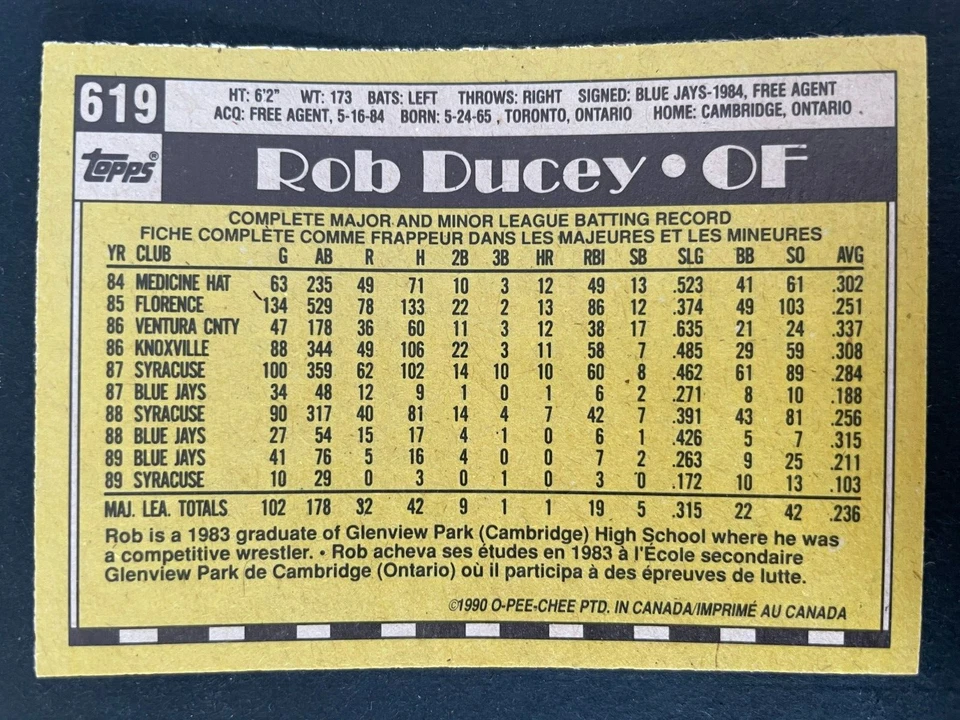 619
HT: 6'2" WT: 173 BATS: LEFT THROWS: RIGHT SIGNED: BLUE JAYS-1984, FREE AGENT
ACQ: FREE AGENT, 5-16-84 BORN: 5-24-65, TORONTO, ONTARIO HOME: CAMBRIDGE, ONTARIO
topps®
Rob Ducey • OF
COMPLETE MAJOR AND MINOR LEAGUE BATTING RECORD
FICHE COMPLÈTE COMME FRAPPEUR DANS LES MAJEURES ET LES MINEURES
YR CLUB G AB R H 2B 3B HR RBI SB SLG BB SO AVG
84 MEDICINE HAT 63 235 49 71 10 3 12 49 13 .523 41 61 .302
85 FLORENCE 134 529 78 133 22 2 13 86 12 .374 49 103 .251
86 VENTURA CNTY 47 178 36 60 11 3 12 38 17 .635 21 24 .337
86 KNOXVILLE 88 344 49 106 22 3 11 58 7 .485 29 59 .308
87 SYRACUSE 100 359 62 102 14 10 10 60 8 .462 61 89 .284
87 BLUE JAYS 34 48 12 9 1 0 1 6 2 .271 8 10 .188
88 SYRACUSE 90 317 40 81 14 4 7 42 7 .391 43 81 .256
88 BLUE JAYS 27 54 15 17 4 1 0 6 1 .426 5 7 .315
89 BLUE JAYS 41 76 5 16 4 0 0 7 2 .263 9 25 .211
89 SYRACUSE 10 29 0 3 0 1 0 3 0 .172 10 13 .103
MAJ. LEA. TOTALS 102 178 32 42 9 1 1 19 5 .315 22 42 .236
Rob is a 1983 graduate of Glenview Park (Cambridge) High School where he was
a competitive wrestler. • Rob acheva ses études en 1983 à l'École secondaire
Glenview Park de Cambridge (Ontario) où il participa à des épreuves de lutte.
©1990 O-PEE-CHEE PTD. IN CANADA/IMPRIMÉ AU CANADA